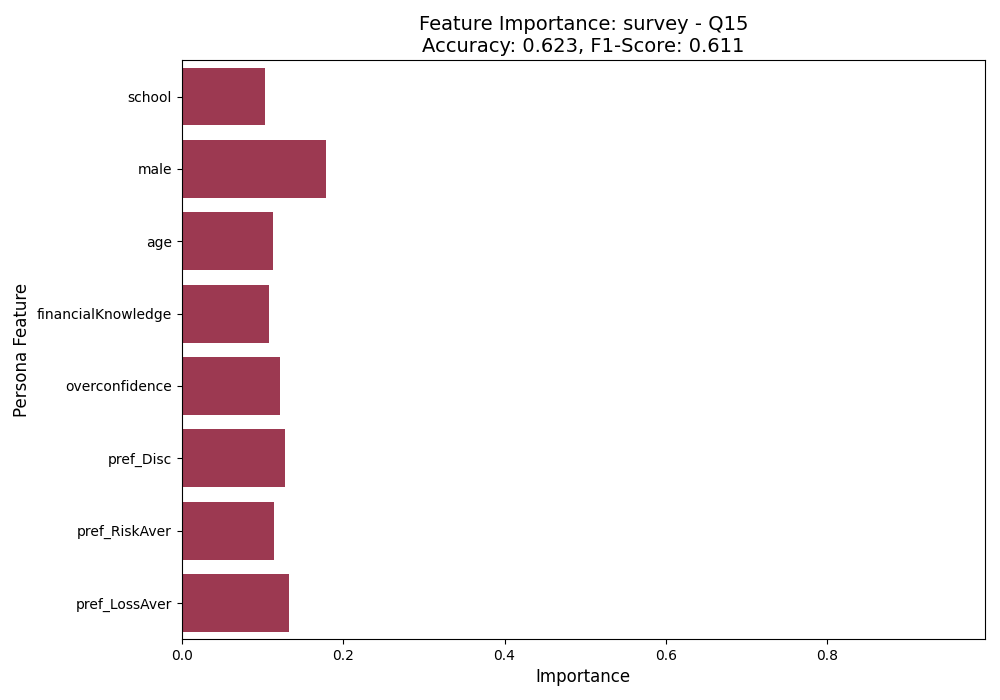 Feature Importance: survey - Q15
Accuracy: 0.623, F1-Score: 0.611
Persona Feature
school
male
age
financialKnowledge
overconfidence
pref_Disc
pref_RiskAver
pref_LossAver
0.0 0.2 0.4 0.6 0.8
Importance